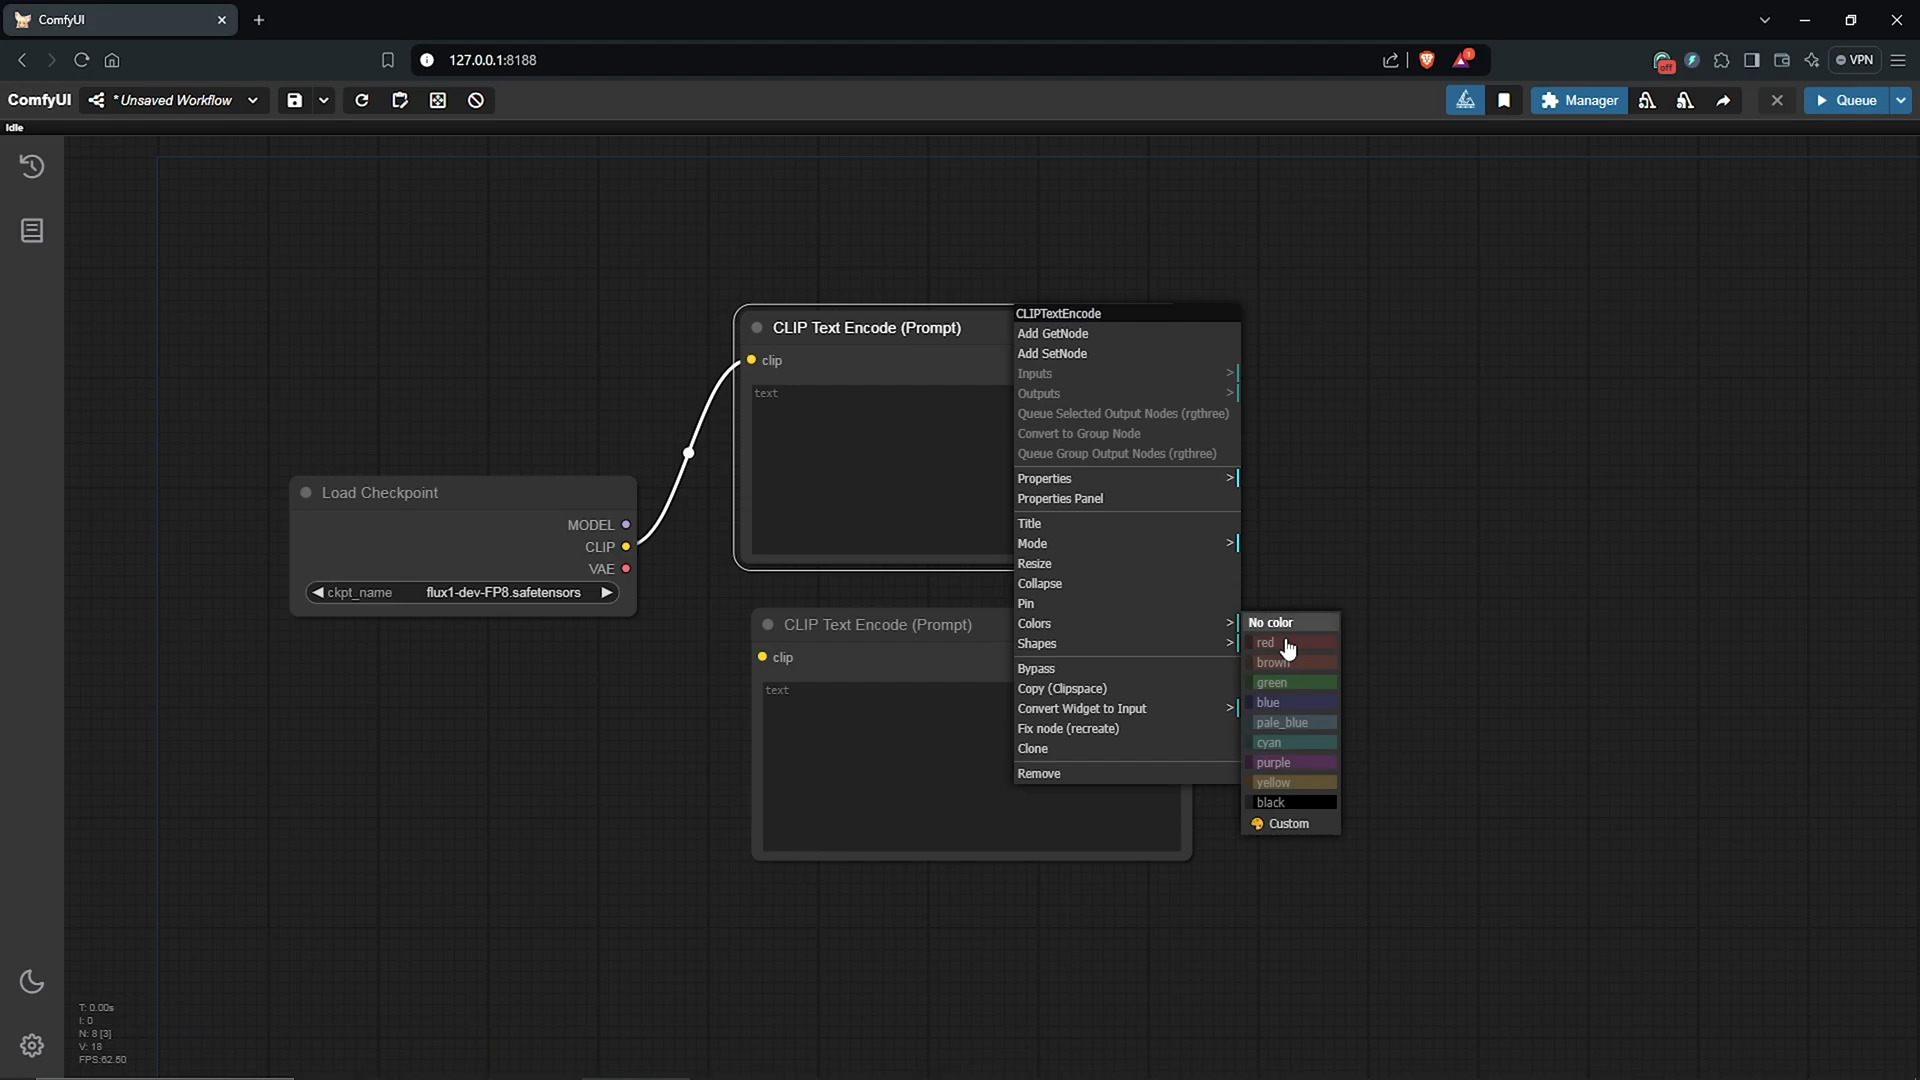 ComfyUI
127.0.0.1:8188
1
off
VPN
ComfyUI
* Unsaved Workflow
Manager
Queue
Idle
CLIP Text Encode (Prompt)
clip
text
Load Checkpoint
MODEL
CLIP
VAE
ckpt_name flux1-dev-FP8.safetensors
CLIP Text Encode (Prompt)
clip
text
CLIPTextEncode
Add GetNode
Add SetNode
Inputs >
Outputs >
Queue Selected Output Nodes (rgthree)
Convert to Group Node
Queue Group Output Nodes (rgthree)
Properties >
Properties Panel
Title
Mode >
Resize
Collapse
Pin
Colors >
Shapes >
Bypass
Copy (Clipspace)
Convert Widget to Input >
Fix node (recreate)
Clone
Remove
No color
red
brown
green
blue
pale_blue
cyan
purple
yellow
black
Custom
T: 0.00s
I: 0
N: 8 [3]
V: 18
FPS:62.50